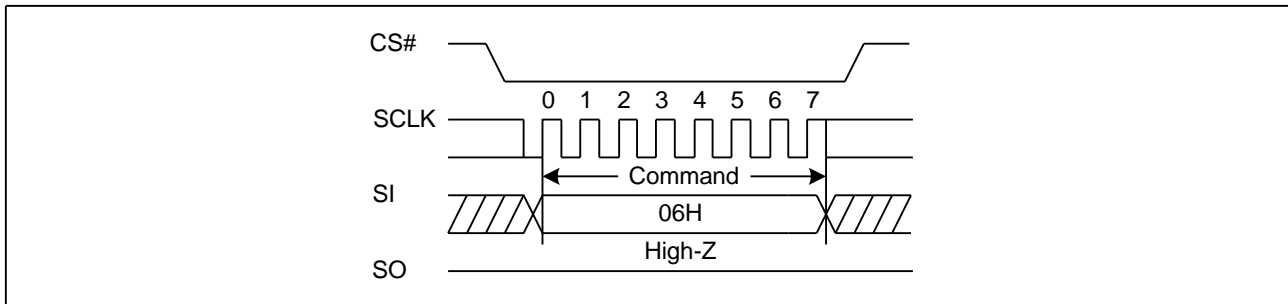 CS#
0 1 2 3 4 5 6 7
SCLK
Command
SI
06H
High-Z
SO